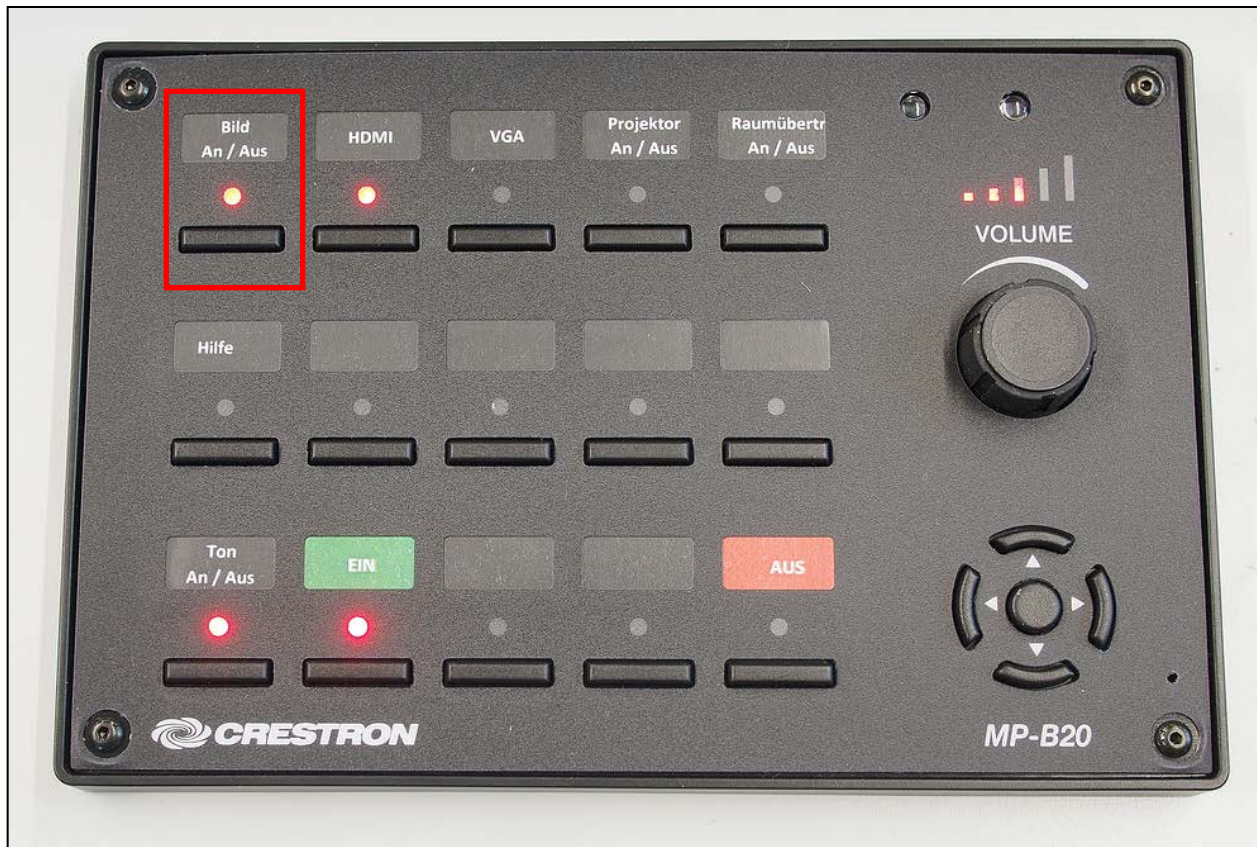 Bild
An / Aus
HDMI
VGA
Projektor
An / Aus
Raumübertr
An / Aus
VOLUME
Hilfe
Ton
An / Aus
EIN
AUS
CRESTRON
MP-B20